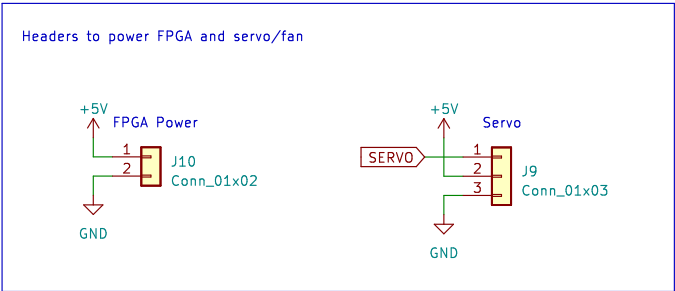 Headers to power FPGA and servo/fan
+5V
FPGA Power
1
2
J10
Conn_01x02
GND
+5V
Servo
SERVO
1
2
3
J9
Conn_01x03
GND